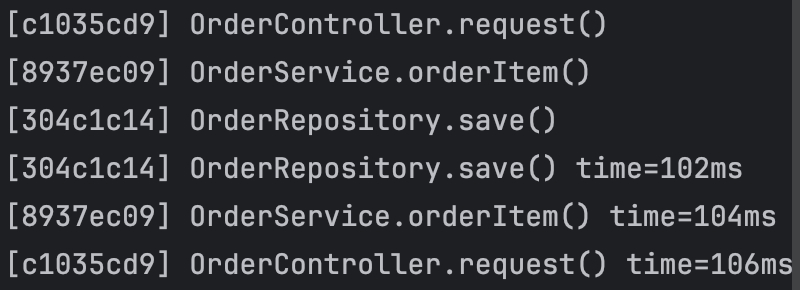 [c1035cd9] OrderController.request()
[8937ec09] OrderService.orderItem()
[304c1c14] OrderRepository.save()
[304c1c14] OrderRepository.save() time=102ms
[8937ec09] OrderService.orderItem() time=104ms
[c1035cd9] OrderController.request() time=106ms